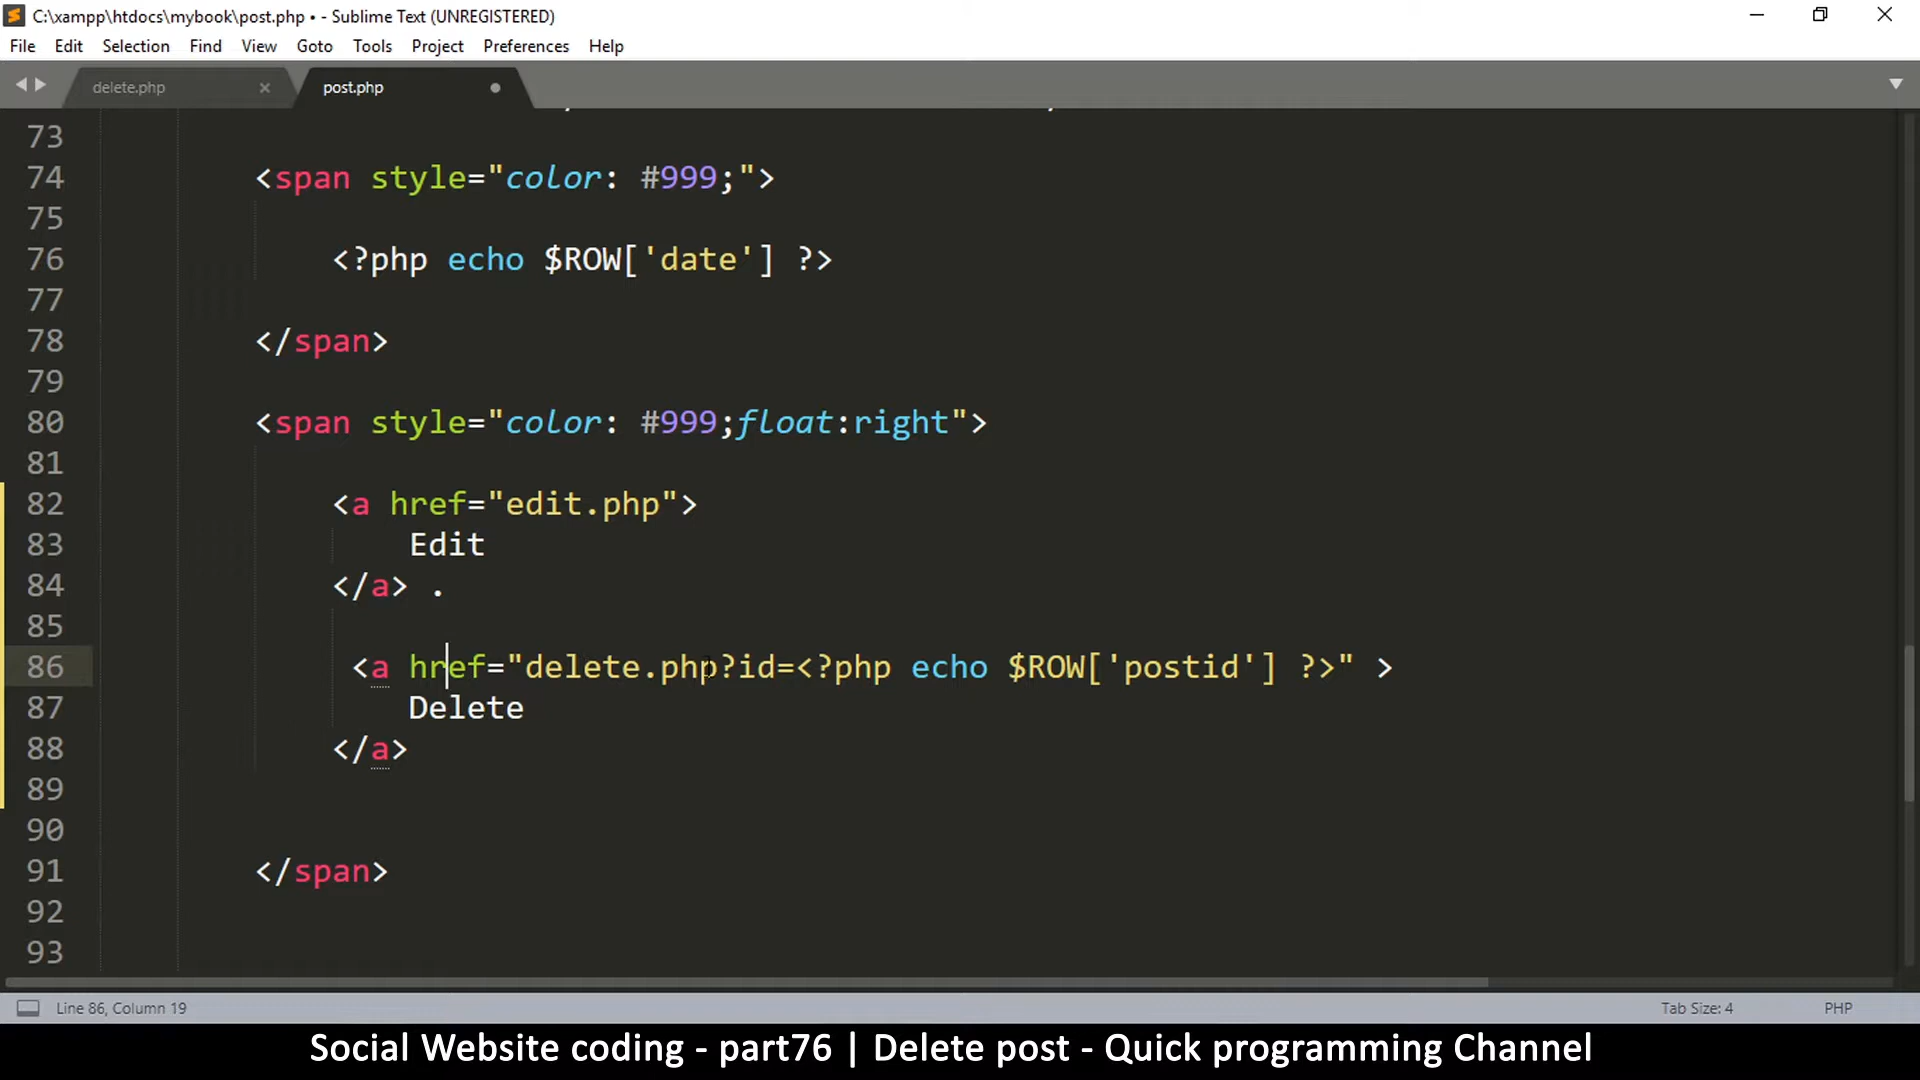 C:\xampp\htdocs\mybook\post.php • - Sublime Text (UNREGISTERED)
File Edit Selection Find View Goto Tools Project Preferences Help
delete.php × post.php
73
74 <span style="color: #999;">
75
76 <?php echo $ROW['date'] ?>
77
78 </span>
79
80 <span style="color: #999;float:right">
81
82 <a href="edit.php">
83 Edit
84 </a> .
85
86 <a href="delete.php?id=<?php echo $ROW['postid'] ?>" >
87 Delete
88 </a>
89
90
91 </span>
92
93
Line 86, Column 19 Tab Size: 4 PHP
Social Website coding - part76 | Delete post - Quick programming Channel